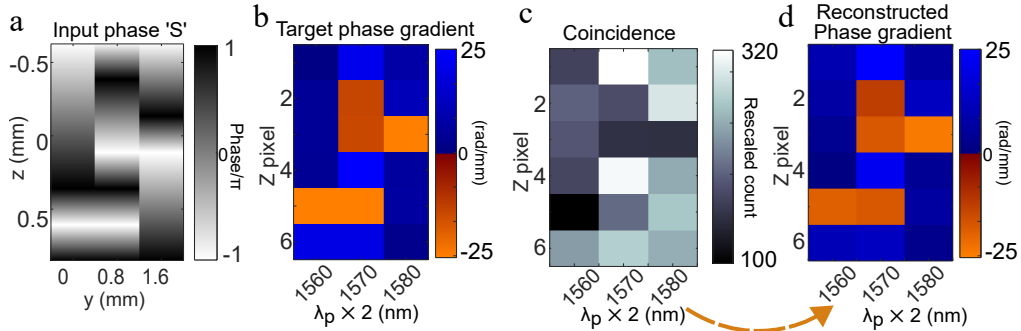 a
Input phase 'S'
-0.5
0
0.5
z (mm)
0 0.8 1.6
y (mm)
1
0
-1
Phase/π
b
Target phase gradient
2
4
6
Z pixel
1560 1570 1580
λp × 2 (nm)
25
0
-25
(rad/mm)
c
Coincidence
2
4
6
Z pixel
1560 1570 1580
λp × 2 (nm)
320
100
Rescaled count
d
Reconstructed
Phase gradient
2
4
6
Z pixel
1560 1570 1580
λp × 2 (nm)
25
0
-25
(rad/mm)